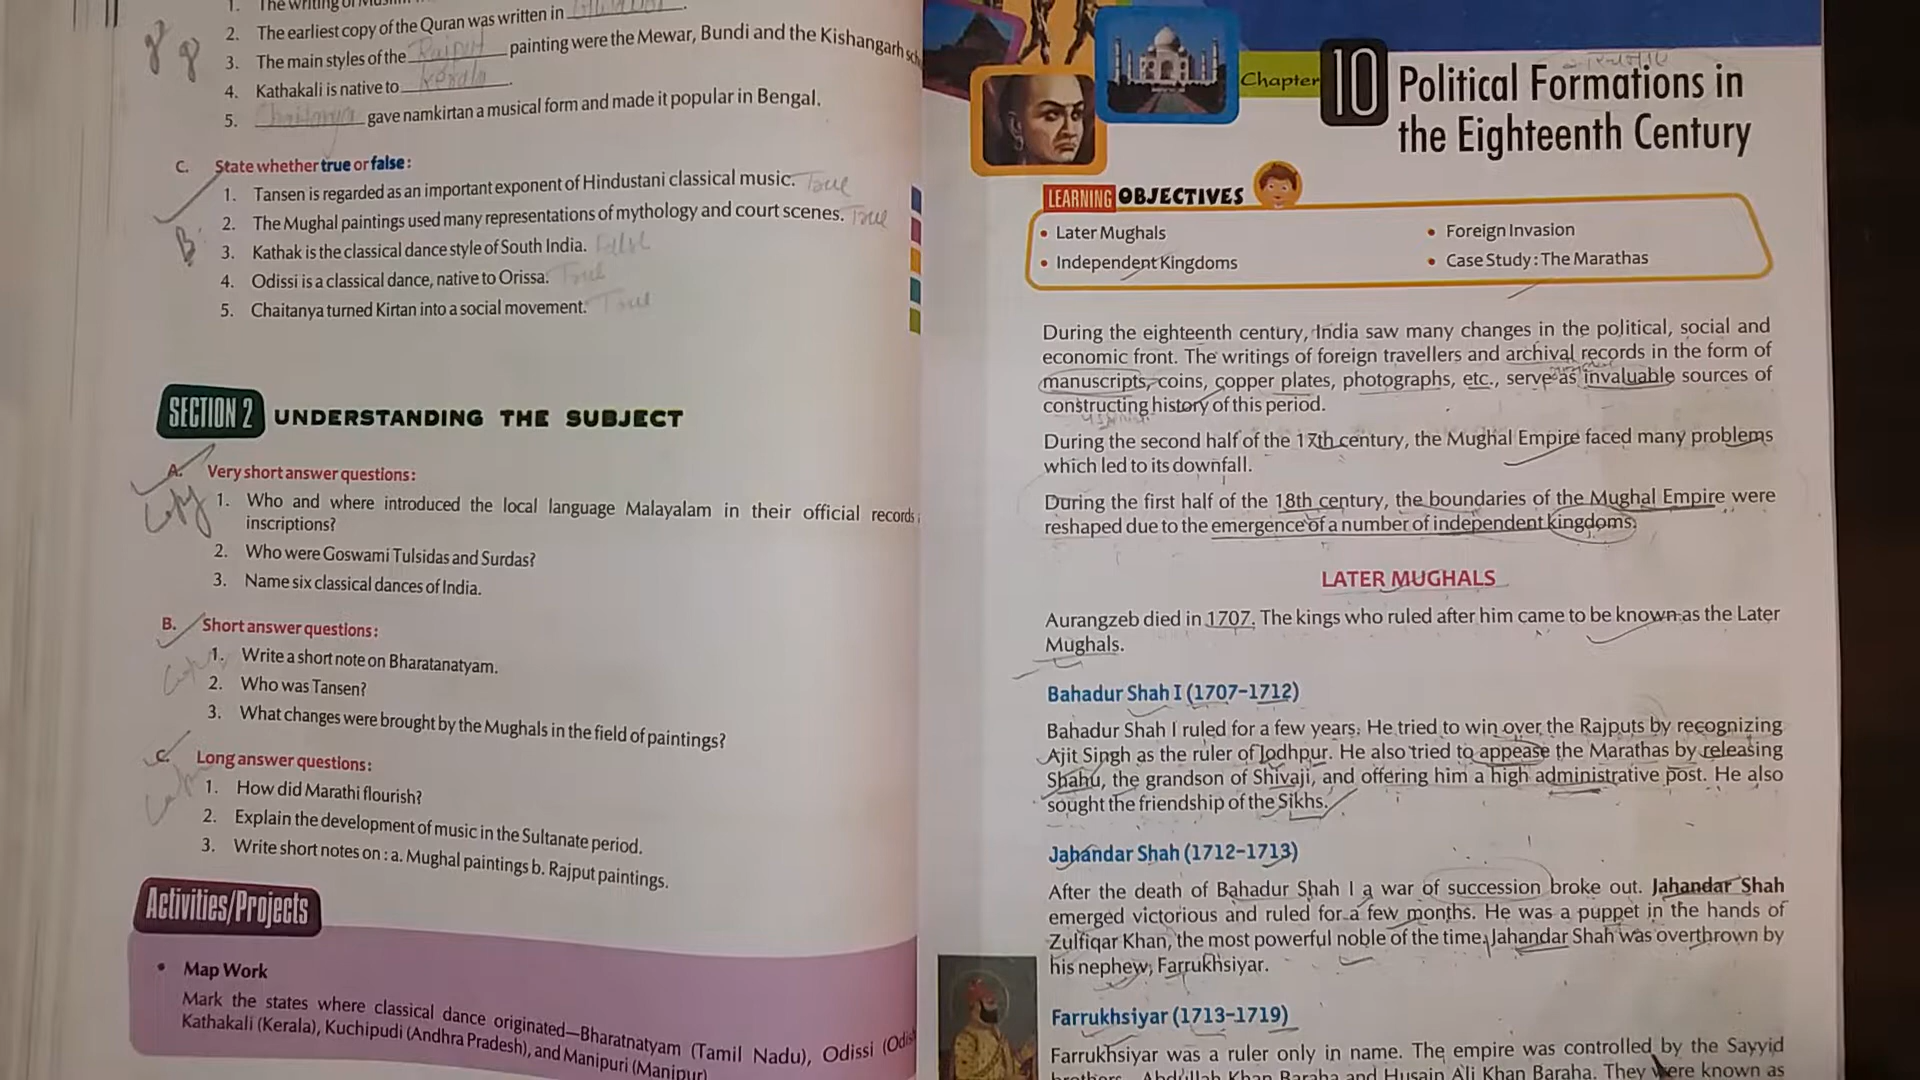 2. The earliest copy of the Quran was written in
3. The main styles of the Rajput painting were the Mewar, Bundi and the Kishangarh
4. Kathakali is native to Kerala.
5. Chaitanya gave namkirtan a musical form and made it popular in Bengal.
C. State whether true or false:
1. Tansen is regarded as an important exponent of Hindustani classical music. True
2. The Mughal paintings used many representations of mythology and court scenes. True
3. Kathak is the classical dance style of South India. False
4. Odissi is a classical dance, native to Orissa. True
5. Chaitanya turned Kirtan into a social movement. True
SECTION 2 UNDERSTANDING THE SUBJECT
A. Very short answer questions:
1. Who and where introduced the local language Malayalam in their official records
inscriptions?
2. Who were Goswami Tulsidas and Surdas?
3. Name six classical dances of India.
B. Short answer questions:
1. Write a short note on Bharatanatyam.
2. Who was Tansen?
3. What changes were brought by the Mughals in the field of paintings?
C. Long answer questions:
1. How did Marathi flourish?
2. Explain the development of music in the Sultanate period.
3. Write short notes on : a. Mughal paintings b. Rajput paintings.
Activities/Projects
• Map Work
Mark the states where classical dance originated—Bharatnatyam (Tamil Nadu), Odissi
Kathakali (Kerala), Kuchipudi (Andhra Pradesh), and Manipuri (Manipur)
Chapter 10 Political Formations in
the Eighteenth Century
LEARNING OBJECTIVES
• Later Mughals
• Foreign Invasion
• Independent Kingdoms
• Case Study : The Marathas
During the eighteenth century, India saw many changes in the political, social and
economic front. The writings of foreign travellers and archival records in the form of
manuscripts, coins, copper plates, photographs, etc., serve as invaluable sources of
constructing history of this period.
During the second half of the 17th century, the Mughal Empire faced many problems
which led to its downfall.
During the first half of the 18th century, the boundaries of the Mughal Empire were
reshaped due to the emergence of a number of independent kingdoms.
LATER MUGHALS
Aurangzeb died in 1707. The kings who ruled after him came to be known as the Later
Mughals.
Bahadur Shah I (1707–1712)
Bahadur Shah I ruled for a few years. He tried to win over the Rajputs by recognizing
Ajit Singh as the ruler of Jodhpur. He also tried to appease the Marathas by releasing
Shahu, the grandson of Shivaji, and offering him a high administrative post. He also
sought the friendship of the Sikhs.
Jahandar Shah (1712–1713)
After the death of Bahadur Shah I a war of succession broke out. Jahandar Shah
emerged victorious and ruled for a few months. He was a puppet in the hands of
Zulfiqar Khan, the most powerful noble of the time. Jahandar Shah was overthrown by
his nephew, Farrukhsiyar.
Farrukhsiyar (1713–1719)
Farrukhsiyar was a ruler only in name. The empire was controlled by the Sayyid
brothers, Abdullah Khan Baraha and Husain Ali Khan Baraha. They were known as